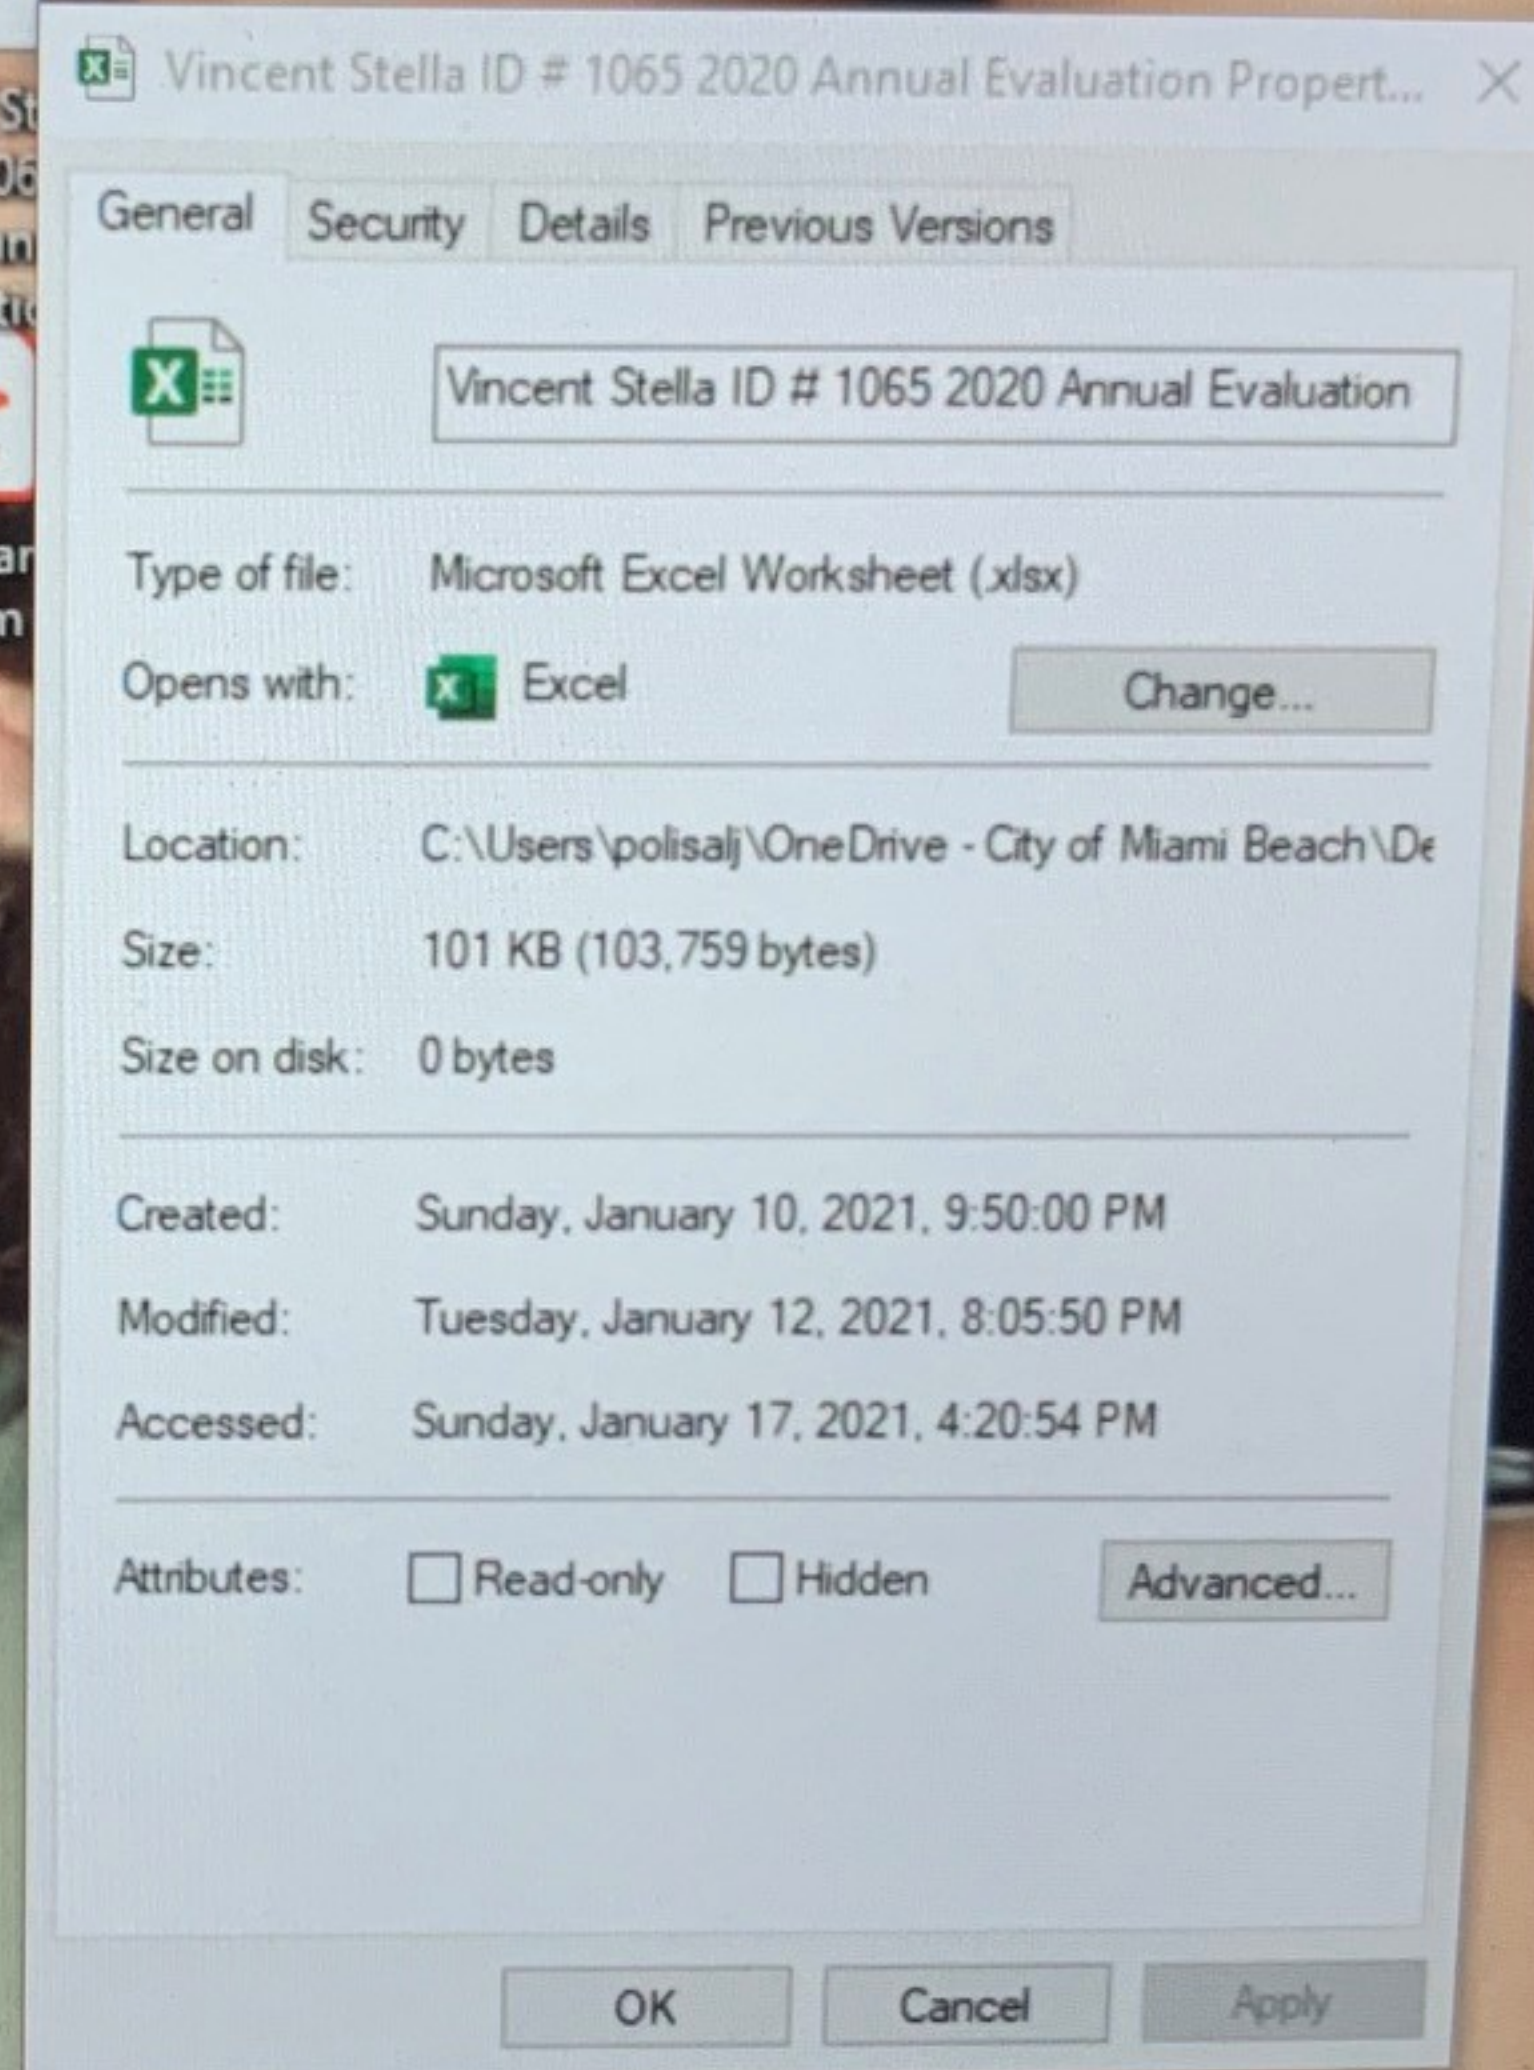 Vincent Stella ID # 1065 2020 Annual Evaluation Propert...
General Security Details Previous Versions
Vincent Stella ID # 1065 2020 Annual Evaluation
Type of file: Microsoft Excel Worksheet (.xlsx)
Opens with: Excel Change...
Location: C:\Users\polisalj\OneDrive - City of Miami Beach\De
Size: 101 KB (103,759 bytes)
Size on disk: 0 bytes
Created: Sunday, January 10, 2021, 9:50:00 PM
Modified: Tuesday, January 12, 2021, 8:05:50 PM
Accessed: Sunday, January 17, 2021, 4:20:54 PM
Attributes: Read-only Hidden Advanced...
OK Cancel Apply